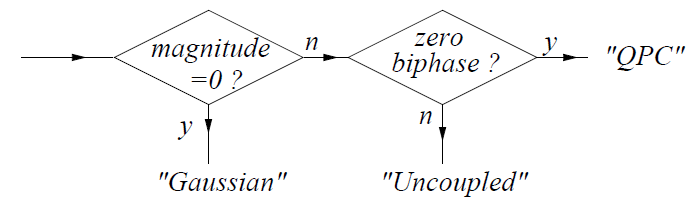 magnitude
=0 ?
n
zero
biphase ?
y
"QPC"
y
n
"Gaussian"
"Uncoupled"